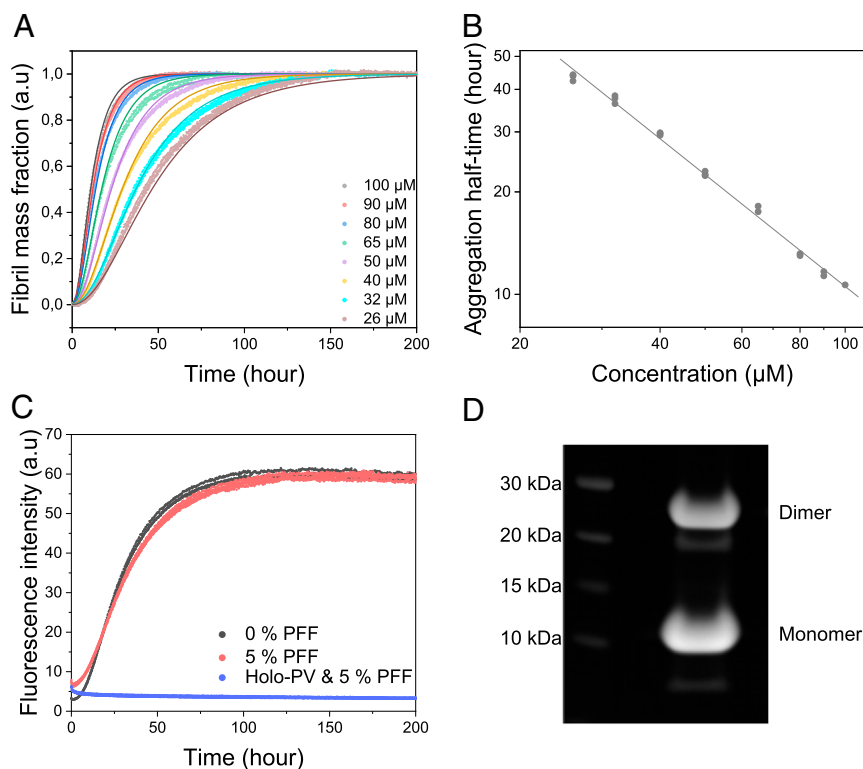 A
Fibril mass fraction (a.u)
1,0
0,8
0,6
0,4
0,2
0,0
100 µM
90 µM
80 µM
65 µM
50 µM
40 µM
32 µM
26 µM
0 50 100 150 200
Time (hour)
B
Aggregation half-time (hour)
50
40
30
20
10
20 40 60 80 100
Concentration (µM)
C
Fluorescence intensity (a.u)
70
60
50
40
30
20
10
0
0 % PFF
5 % PFF
Holo-PV & 5 % PFF
0 50 100 150 200
Time (hour)
D
30 kDa
Dimer
20 kDa
15 kDa
10 kDa
Monomer